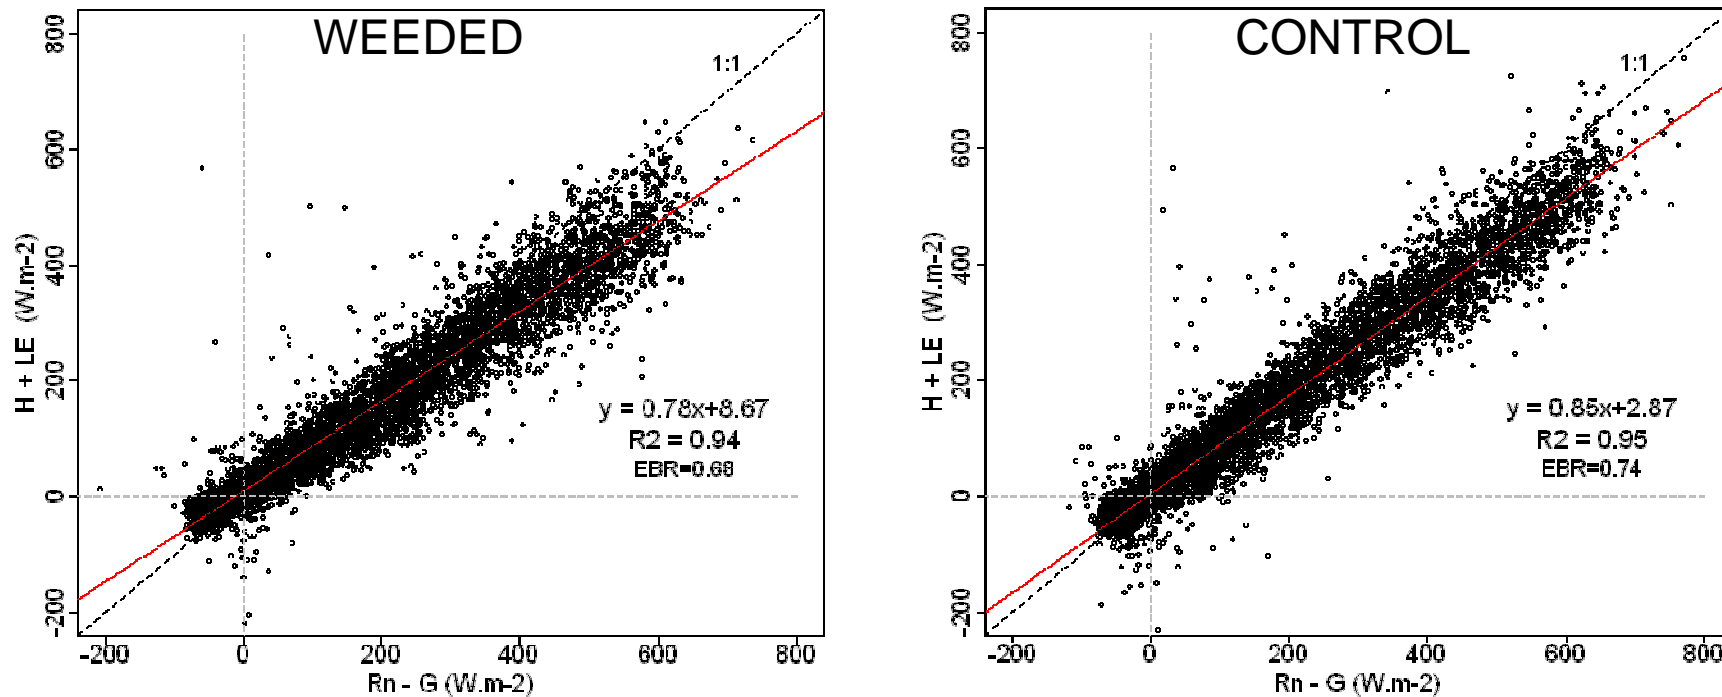 WEEDED
1:1
800
600
400
200
0
-200
H + LE (W.m-2)
y = 0.78x+8.67
R2 = 0.94
EBR=0.68
-200 0 200 400 600 800
Rn - G (W.m-2)
CONTROL
1:1
800
600
400
200
0
-200
H + LE (W.m-2)
y = 0.85x+2.87
R2 = 0.95
EBR=0.74
-200 0 200 400 600 800
Rn - G (W.m-2)